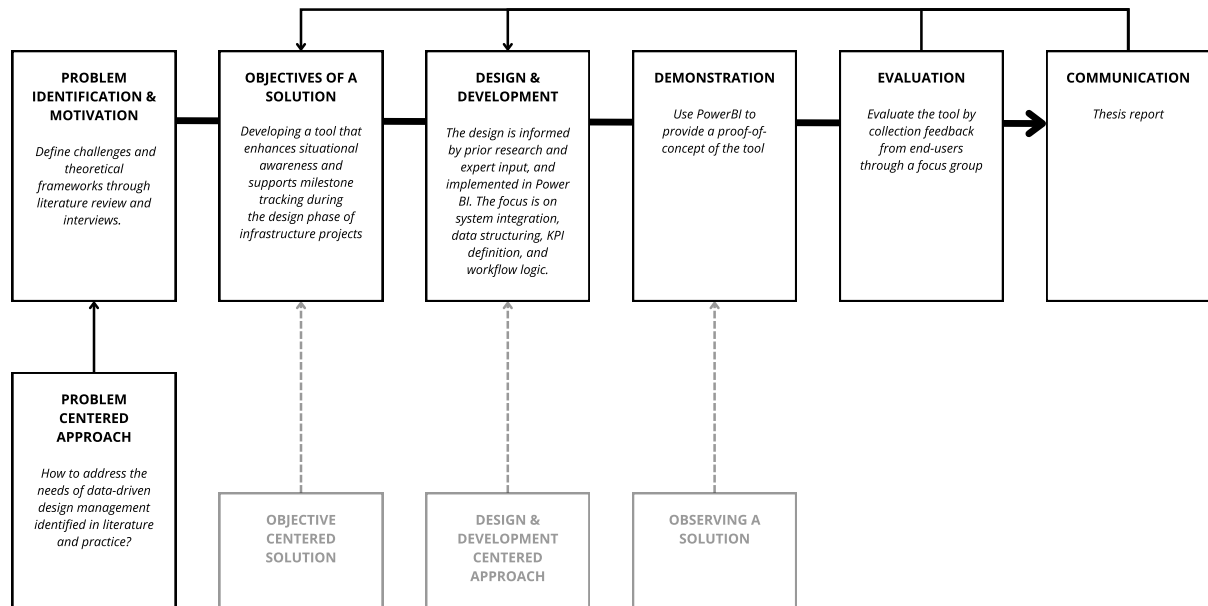 PROBLEM
IDENTIFICATION &
MOTIVATION
Define challenges and
theoretical
frameworks through
literature review and
interviews.
OBJECTIVES OF A
SOLUTION
Developing a tool that
enhances situational
awareness and
supports milestone
tracking during
the design phase of
infrastructure projects
DESIGN &
DEVELOPMENT
The design is informed
by prior research and
expert input, and
implemented in Power
BI. The focus is on
system integration,
data structuring, KPI
definition, and
workflow logic.
DEMONSTRATION
Use PowerBI to
provide a proof-of-
concept of the tool
EVALUATION
Evaluate the tool by
collection feedback
from end-users
through a focus group
COMMUNICATION
Thesis report
PROBLEM
CENTERED
APPROACH
How to address the
needs of data-driven
design management
identified in literature
and practice?
OBJECTIVE
CENTERED
SOLUTION
DESIGN &
DEVELOPMENT
CENTERED
APPROACH
OBSERVING A
SOLUTION